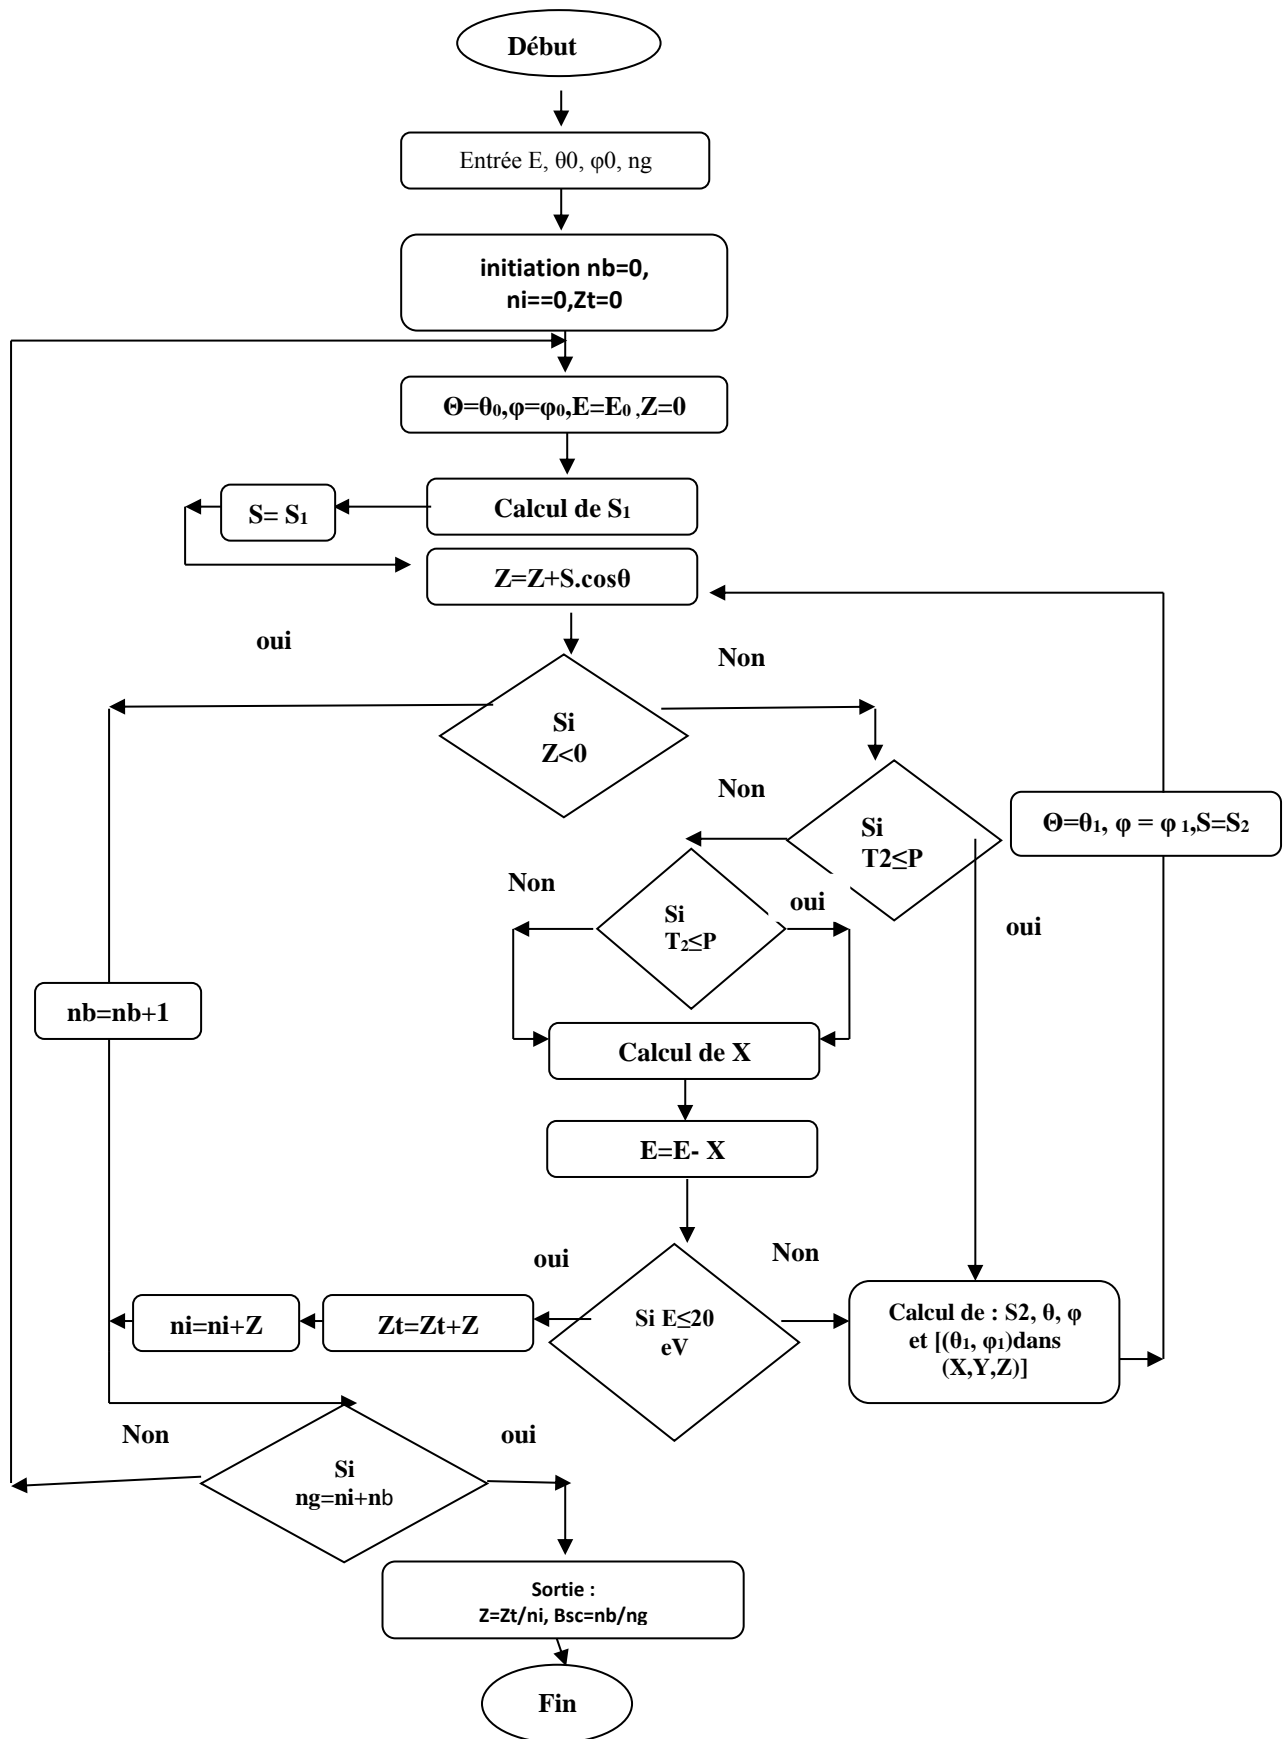 Début
Entrée E, θ0, φ0, ng
initiation nb=0,
ni==0,Zt=0
Θ=θ₀,φ=φ₀,E=E₀ ,Z=0
Calcul de S₁
S= S₁
Z=Z+S.cosθ
oui
Non
Si
Z<0
Non
Si
T2≤P
Θ=θ₁, φ = φ ₁,S=S₂
Non
oui
Si
T₂≤P
oui
nb=nb+1
Calcul de X
E=E- X
oui
Non
Si E≤20
eV
Zt=Zt+Z
ni=ni+Z
Calcul de : S2, θ, φ
et [(θ₁, φ₁)dans
(X,Y,Z)]
Non
oui
Si
ng=ni+nb
Sortie :
Z=Zt/ni, Bsc=nb/ng
Fin